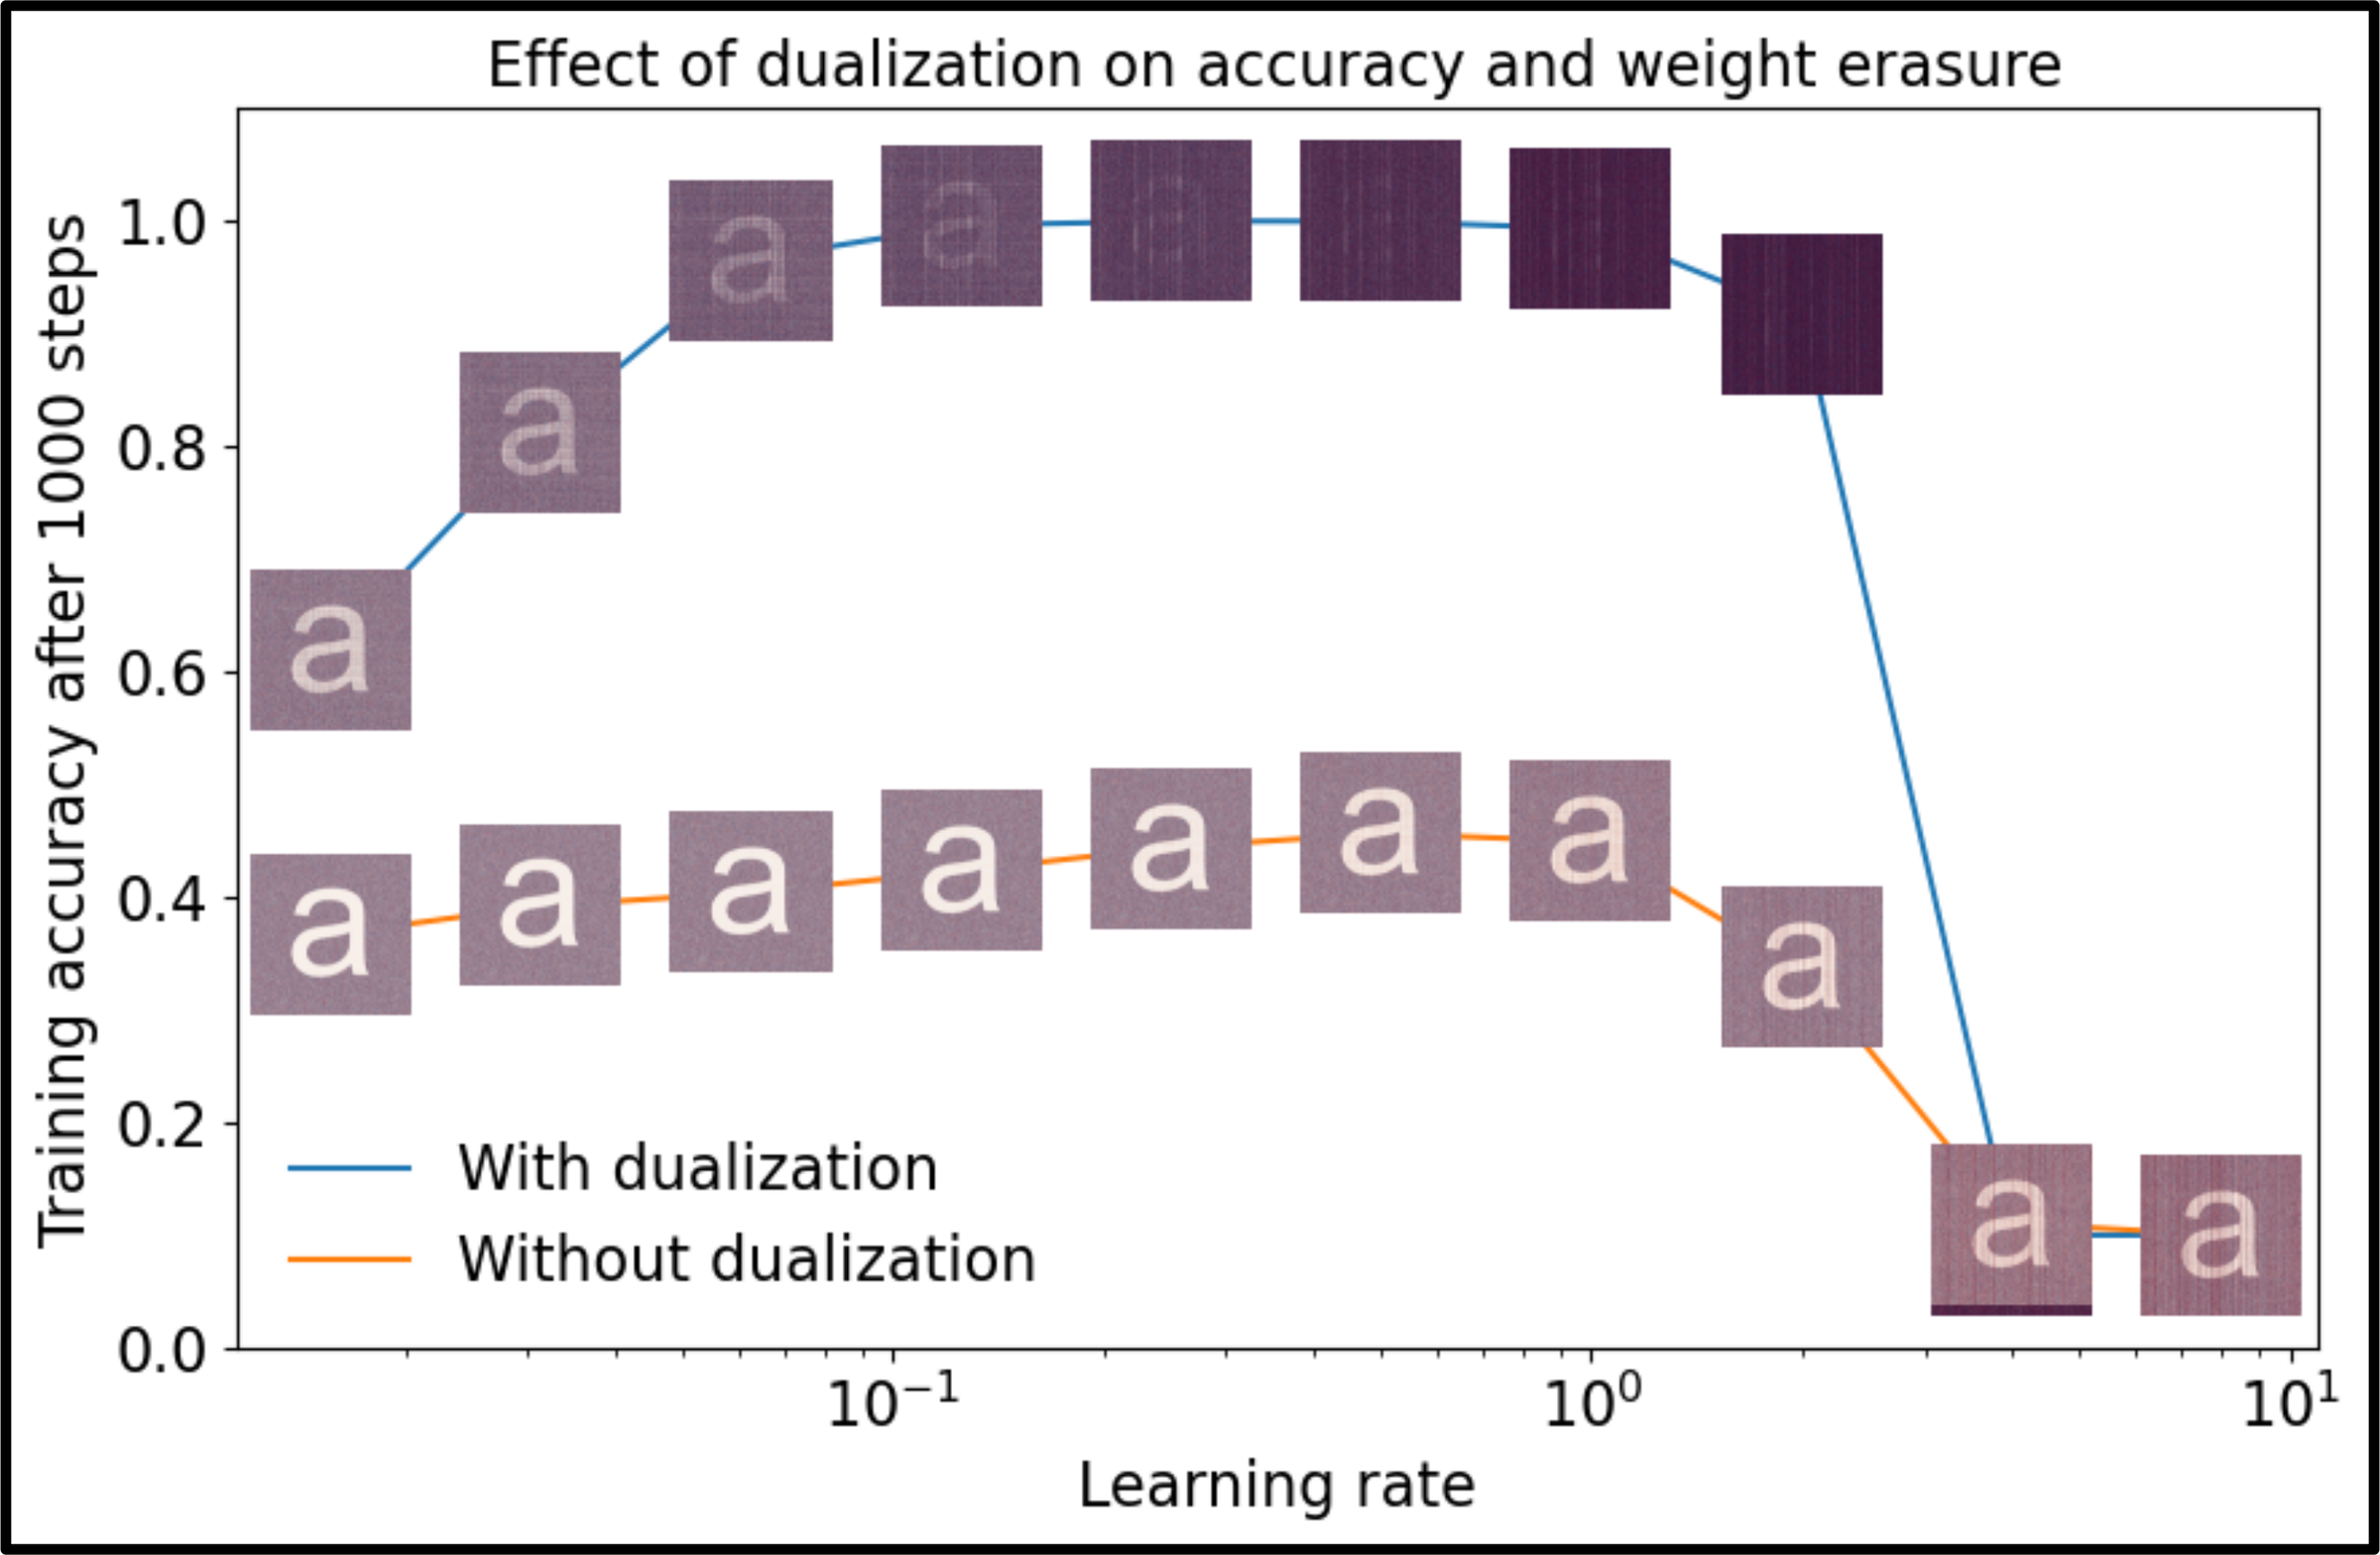 Effect of dualization on accuracy and weight erasure
Training accuracy after 1000 steps
1.0
0.8
0.6
0.4
0.2
0.0
a a a a a
a a a a a a a a a a
With dualization
Without dualization
10⁻¹ 10⁰ 10¹
Learning rate